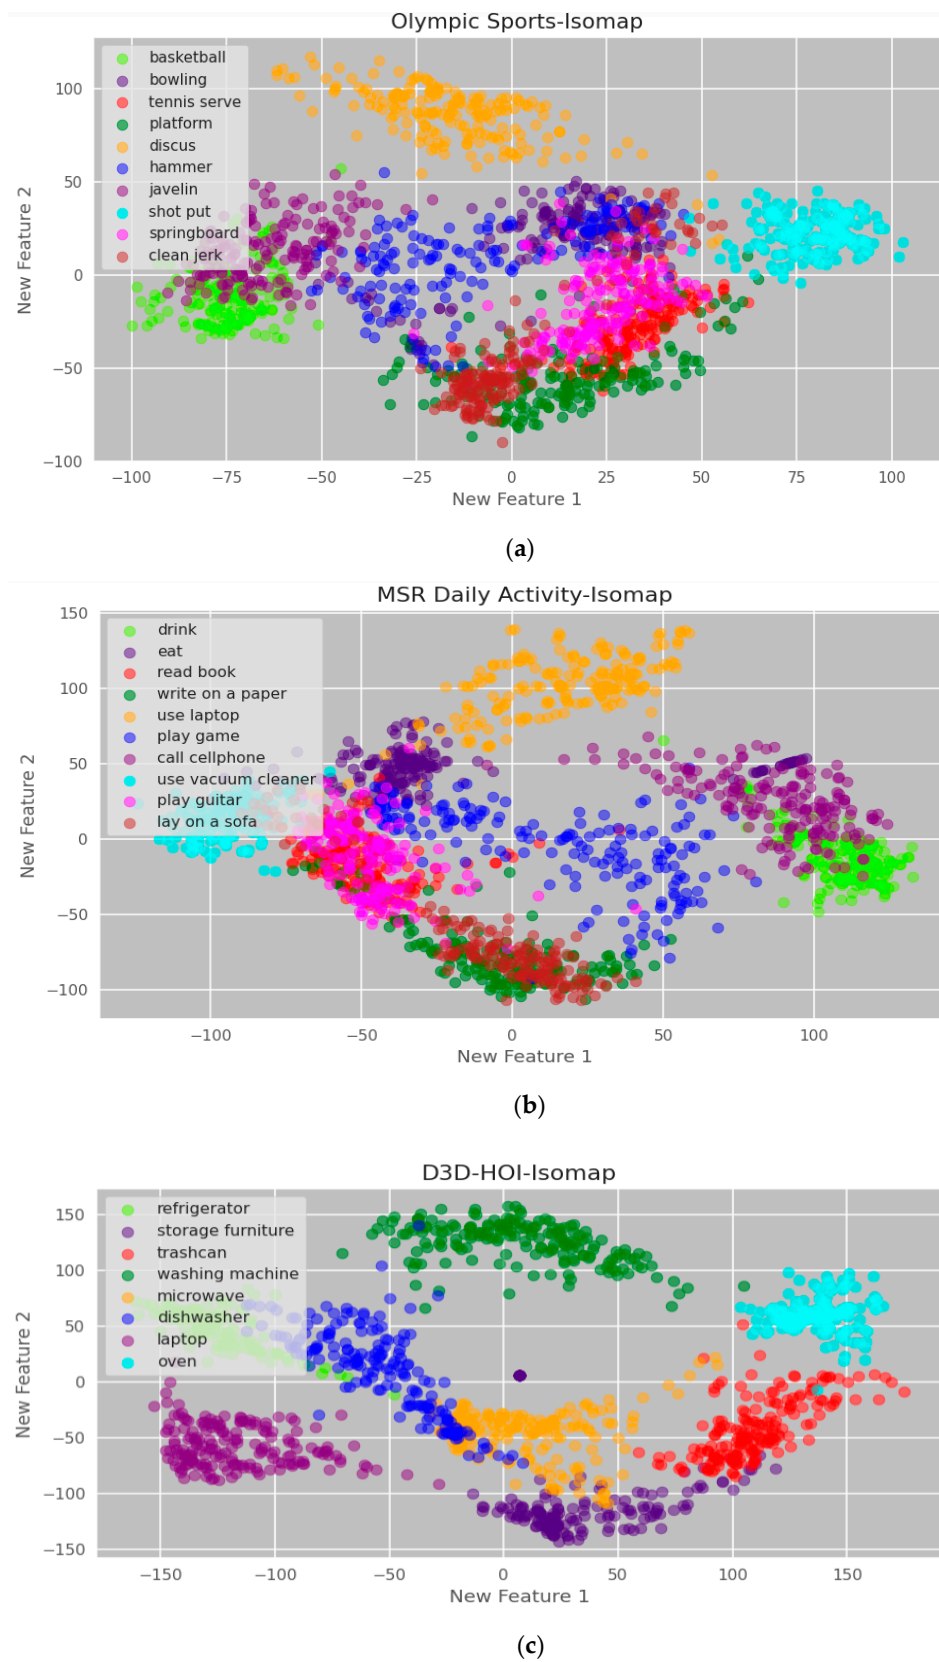 Olympic Sports-Isomap
basketball
bowling
tennis serve
platform
discus
hammer
javelin
shot put
springboard
clean jerk
100
50
0
−50
−100
New Feature 2
−100
−75
−50
−25
0
25
50
75
100
New Feature 1
(a)
MSR Daily Activity-Isomap
drink
eat
read book
write on a paper
use laptop
play game
call cellphone
use vacuum cleaner
play guitar
lay on a sofa
150
100
50
0
−50
−100
New Feature 2
−100
−50
0
50
100
New Feature 1
(b)
D3D-HOI-Isomap
refrigerator
storage furniture
trashcan
washing machine
microwave
dishwasher
laptop
oven
150
100
50
0
−50
−100
−150
New Feature 2
−150
−100
−50
0
50
100
150
New Feature 1
(c)